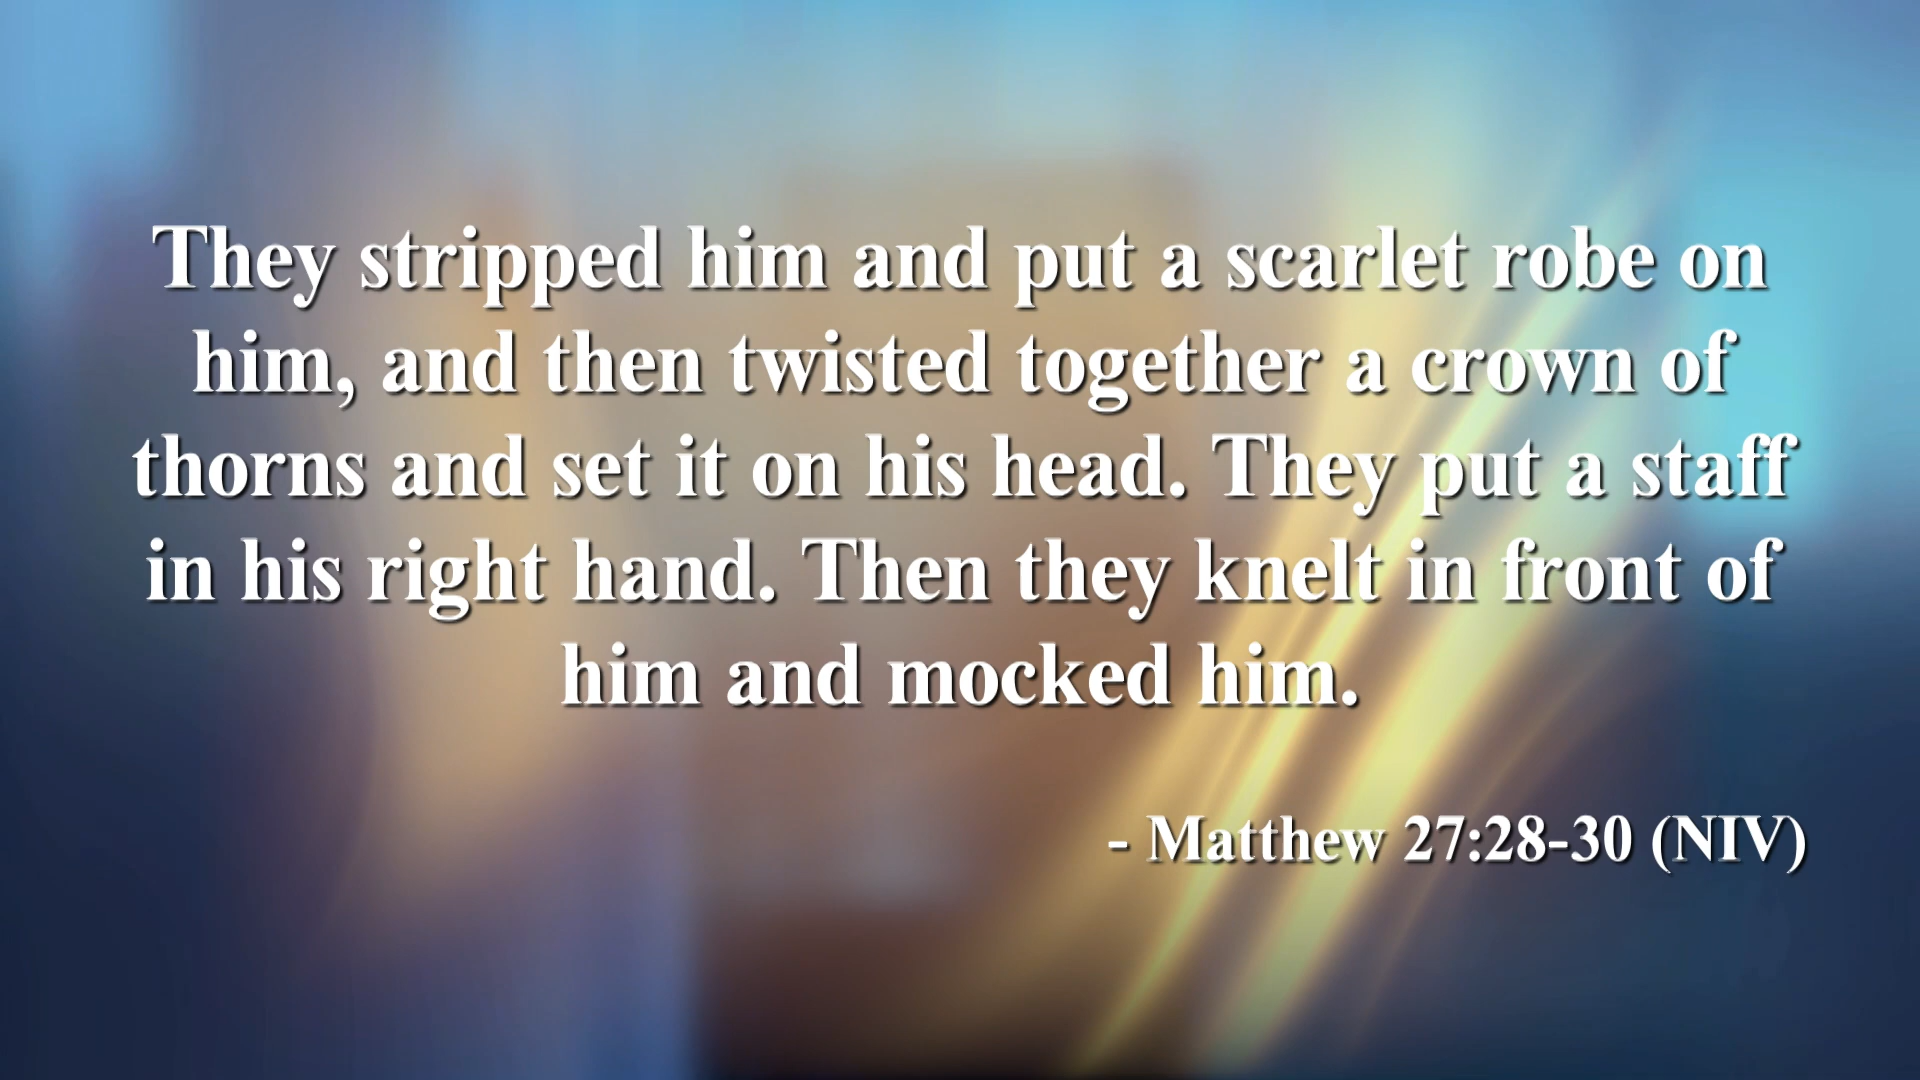 They stripped him and put a scarlet robe on
him, and then twisted together a crown of
thorns and set it on his head. They put a staff
in his right hand. Then they knelt in front of
him and mocked him.
- Matthew 27:28-30 (NIV)